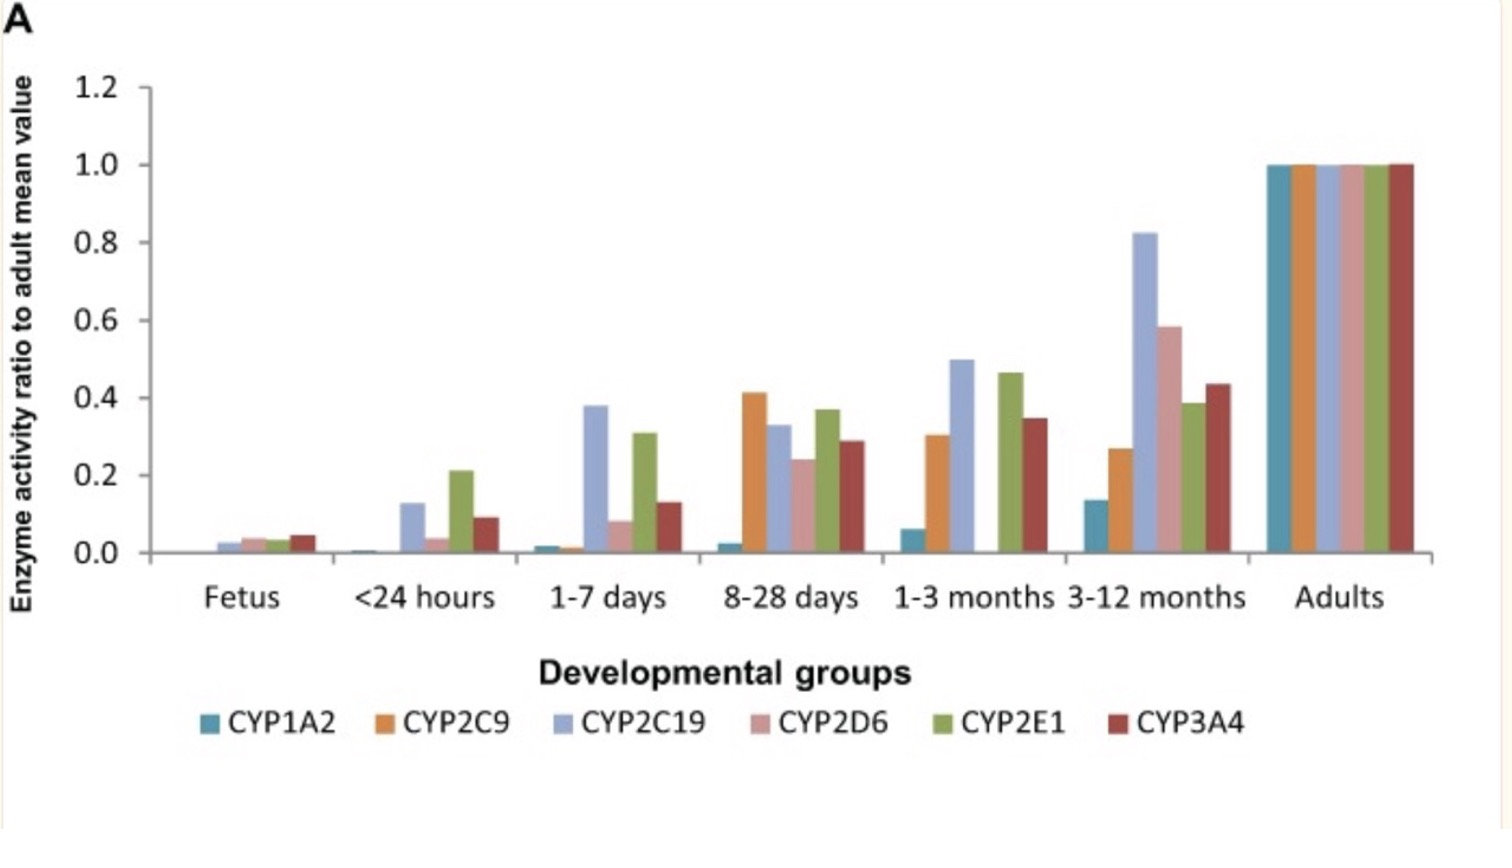 A
Enzyme activity ratio to adult mean value
1.2
1.0
0.8
0.6
0.4
0.2
0.0
Fetus <24 hours 1-7 days 8-28 days 1-3 months 3-12 months Adults
Developmental groups
CYP1A2 CYP2C9 CYP2C19 CYP2D6 CYP2E1 CYP3A4